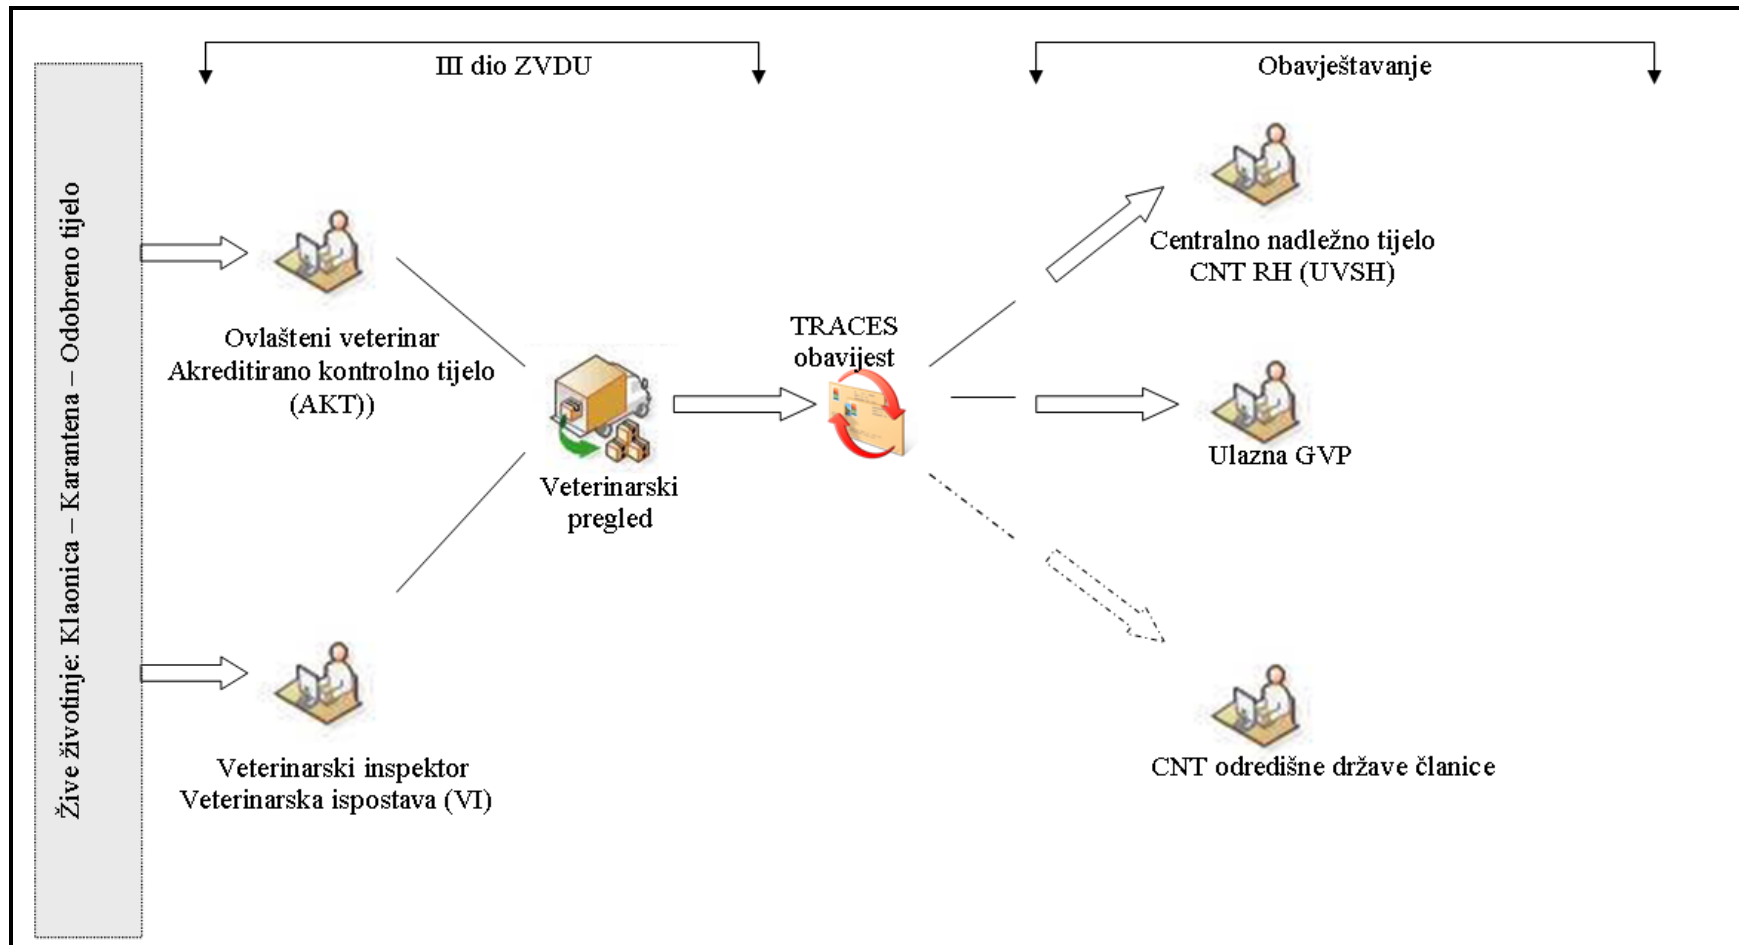 III dio ZVDU
Obavještavanje
Žive životinje: Klaonica – Karantena – Odobreno tijelo
Ovlašteni veterinar
Akreditirano kontrolno tijelo
(AKT))
Veterinarski inspektor
Veterinarska ispostava (VI)
Veterinarski
pregled
TRACES
obavijest
Centralno nadležno tijelo
CNT RH (UVSH)
Ulazna GVP
CNT odredišne države članice